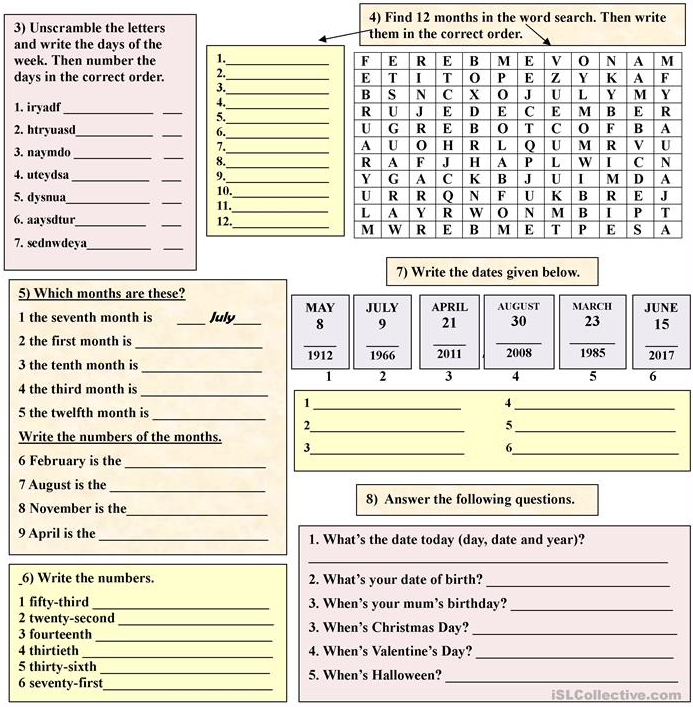 3) Unscramble the letters
and write the days of the
week. Then number the
days in the correct order.
1. iryadf
2. htryuasd
3. naymdo
4. uteydsa
5. dysnua
6. aaysdtur
7. sednwdeya
4) Find 12 months in the word search. Then write
them in the correct order.
1.
2.
3.
4.
5.
6.
7.
8.
9.
10.
11.
12.
F E R E B M E V O N A M
E T I T O P E Z Y K A F
B S N C X O J U L Y M Y
R U J E D E C E M B E R
U G R E B O T C O F B A
A U O H R L Q U M R V U
R A F J H A P L W I C N
Y G A C K B J U I M D A
U R R Q N F U K B R E J
L A Y R W O N M B I P T
M W R E B M E T P E S A
5) Which months are these?
1 the seventh month is July
2 the first month is
3 the tenth month is
4 the third month is
5 the twelfth month is
Write the numbers of the months.
6 February is the
7 August is the
8 November is the
9 April is the
6) Write the numbers.
1 fifty-third
2 twenty-second
3 fourteenth
4 thirtieth
5 thirty-sixth
6 seventy-first
7) Write the dates given below.
MAY JULY APRIL AUGUST MARCH JUNE
8 9 21 30 23 15
1912 1966 2011 2008 1985 2017
1 2 3 4 5 6
1 4
2 5
3 6
8) Answer the following questions.
1. What's the date today (day, date and year)?
2. What's your date of birth?
3. When's your mum's birthday?
3. When's Christmas Day?
4. When's Valentine's Day?
5. When's Halloween?
iSLCollective.com